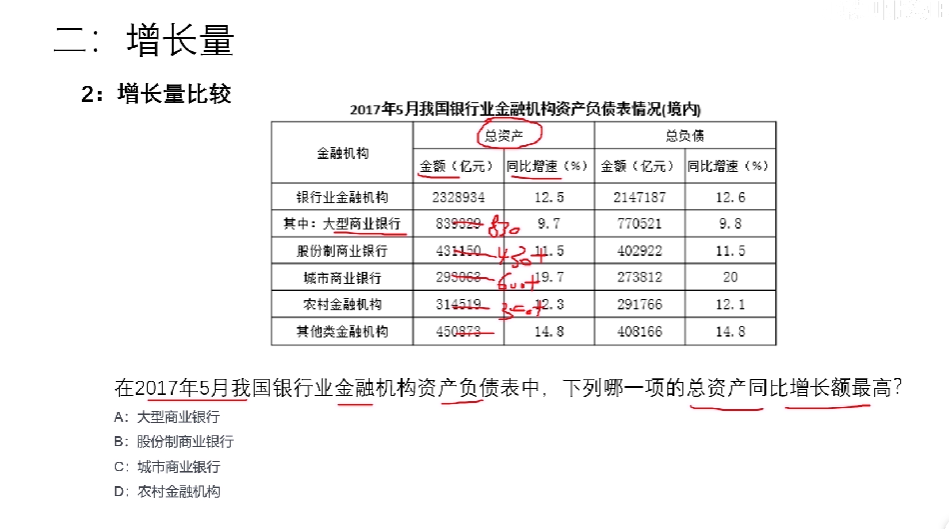 二：增长量
2：增长量比较
2017年5月我国银行业金融机构资产负债表情况(境内)
金融机构 总资产 总负债
金额（亿元） 同比增速（%） 金额（亿元） 同比增速（%）
银行业金融机构 2328934 12.5 2147187 12.6
其中：大型商业银行 839329 830 9.7 770521 9.8
股份制商业银行 431150 430+ 11.5 402922 11.5
城市商业银行 293063 600+ 19.7 273812 20
农村金融机构 314519 300+ 12.3 291766 12.1
其他类金融机构 450873 14.8 408166 14.8
在2017年5月我国银行业金融机构资产负债表中，下列哪一项的总资产同比增长额最高？
A：大型商业银行
B：股份制商业银行
C：城市商业银行
D：农村金融机构